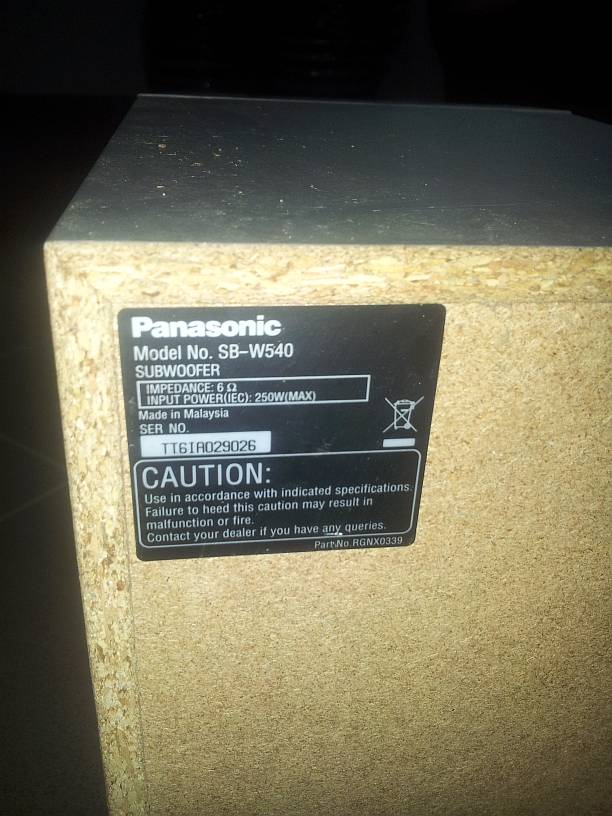 Panasonic
Model No. SB-W540
SUBWOOFER
IMPEDANCE: 6 Ω
INPUT POWER(IEC): 250W(MAX)
Made in Malaysia
SER NO.
TT6IA029026
CAUTION:
Use in accordance with indicated specifications.
Failure to heed this caution may result in
malfunction or fire.
Contact your dealer if you have any queries.
Part No. RGNX0339